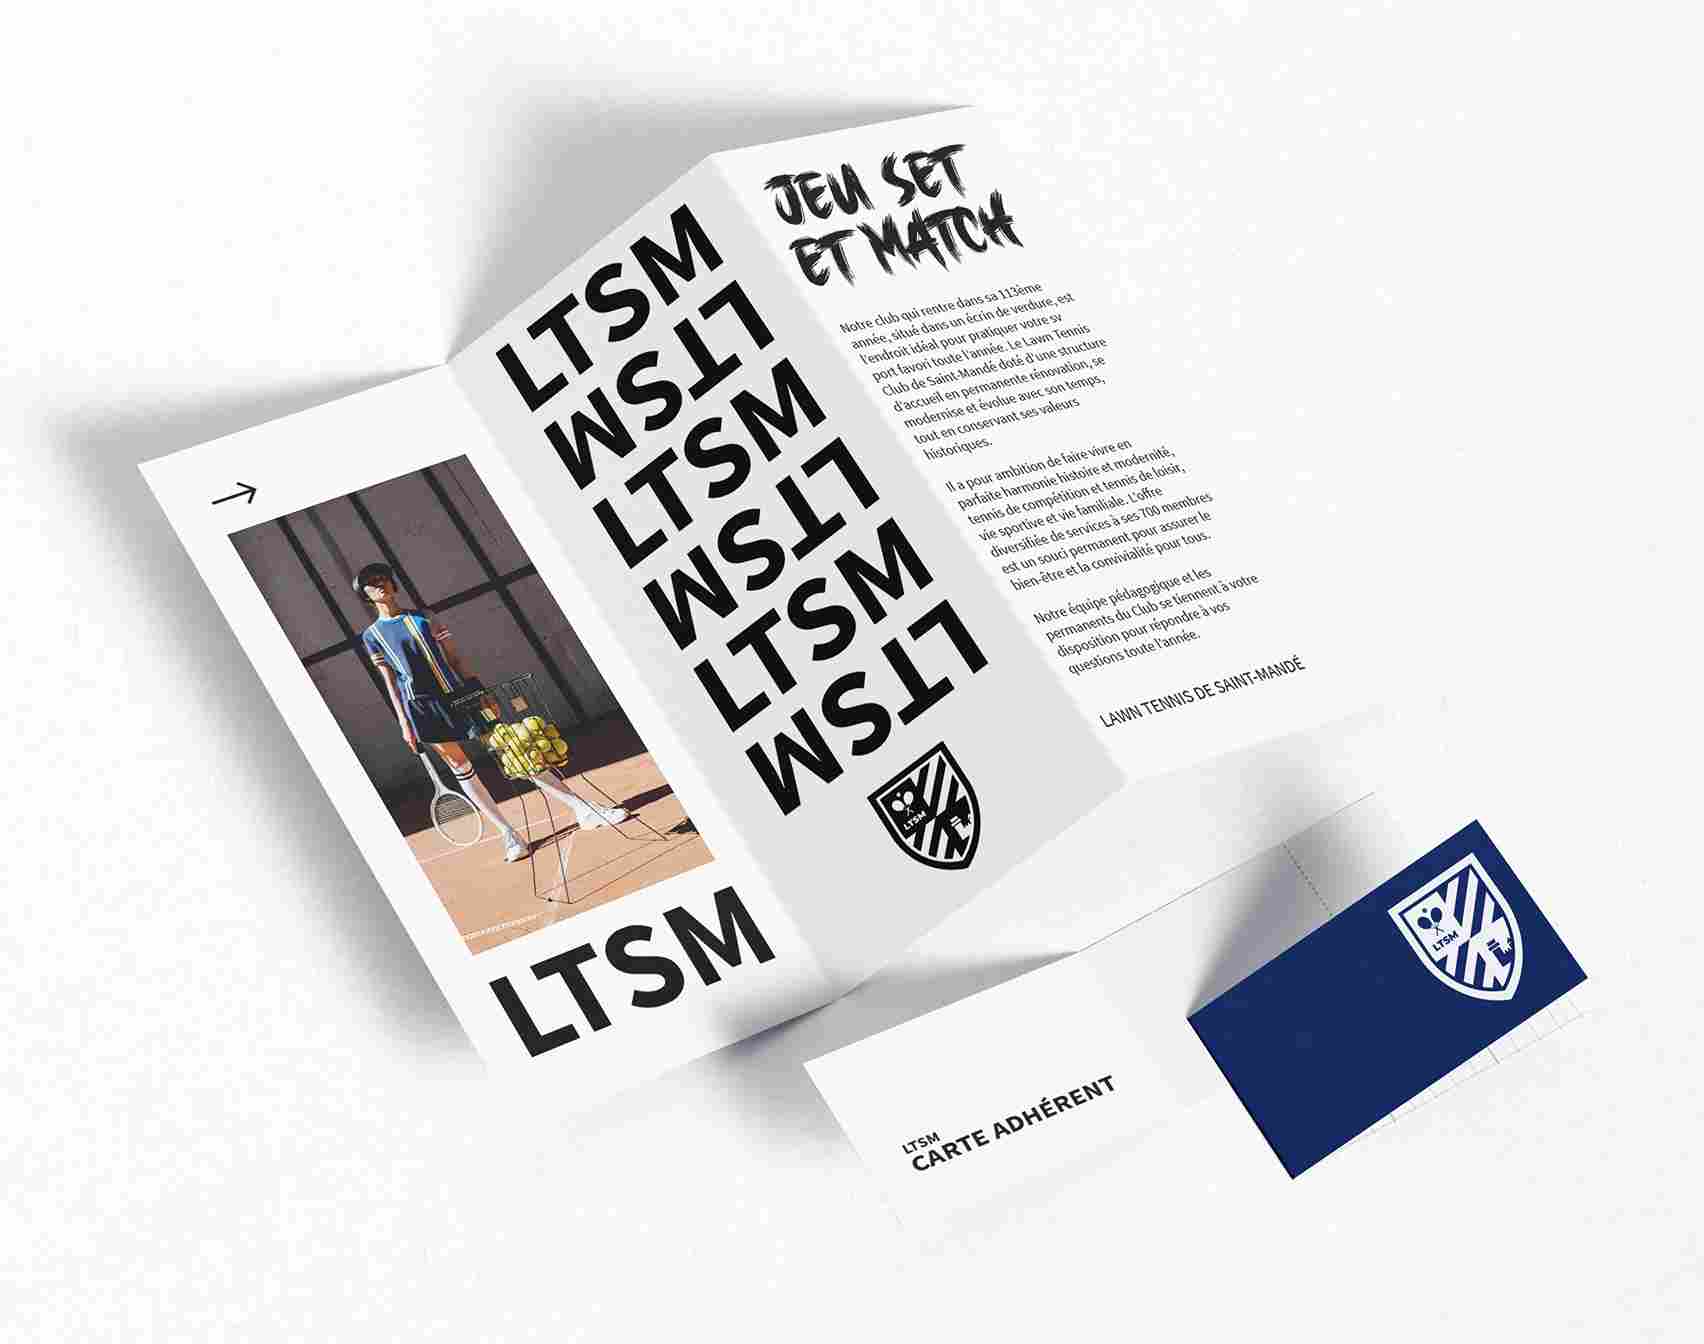 LTSM
LTSM
LTSM
LTSM
LTSM
LTSM
LTSM
LTSM
JEU SET
ET MATCH
Notre club qui rentre dans sa 113ème
année, situé dans un écrin de verdure, est
l'endroit idéal pour pratiquer votre sv
port favori toute l'année. Le Lawn Tennis
Club de Saint-Mandé doté d'une structure
d'accueil en permanente rénovation, se
modernise et évolue avec son temps,
tout en conservant ses valeurs
historiques.
Il a pour ambition de faire vivre en
parfaite harmonie histoire et modernité,
tennis de compétition et tennis de loisir,
vie sportive et vie familiale. L'offre
diversifiée de services à ses 700 membres
est un souci permanent pour assurer le
bien-être et la convivialité pour tous.
Notre équipe pédagogique et les
permanents du Club se tiennent à votre
disposition pour répondre à vos
questions toute l'année.
LAWN TENNIS DE SAINT-MANDÉ
LTSM
CARTE ADHÉRENT
LTSM